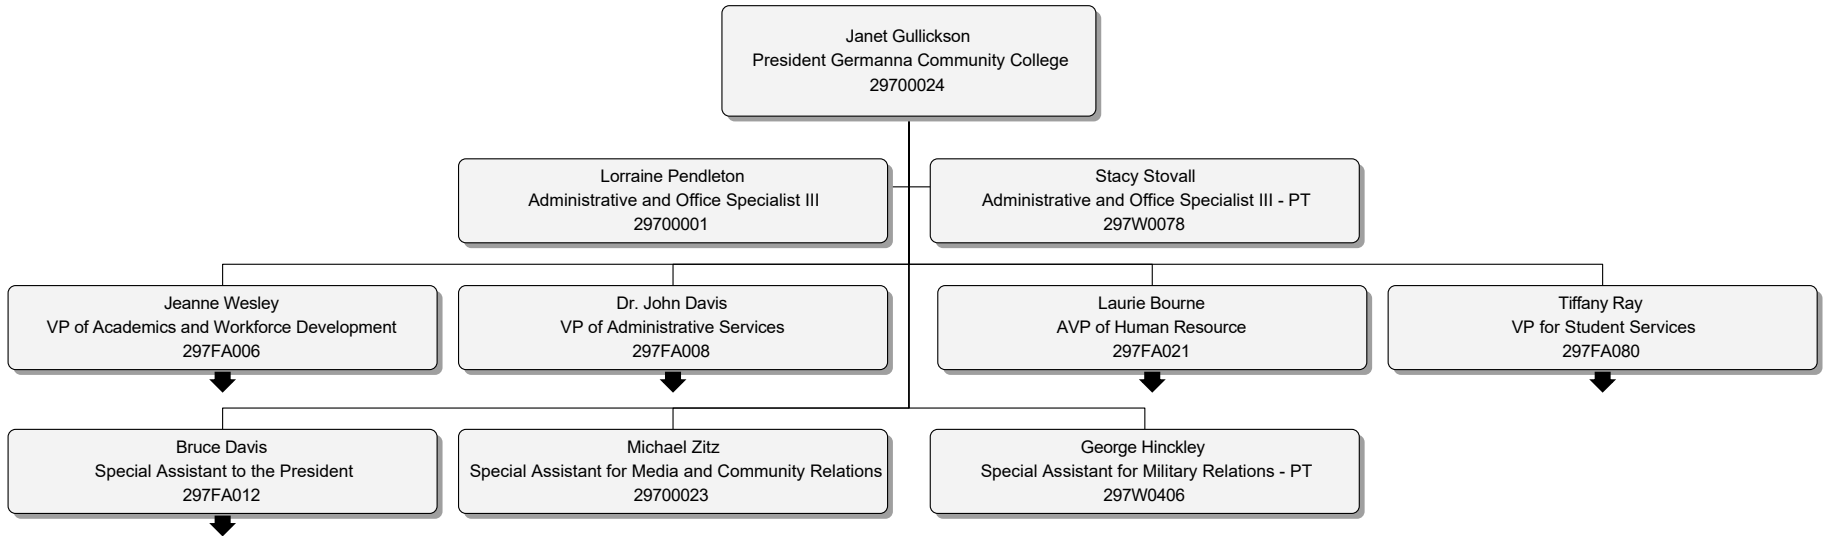 Janet Gullickson
President Germanna Community College
29700024
Lorraine Pendleton
Administrative and Office Specialist III
29700001
Stacy Stovall
Administrative and Office Specialist III - PT
297W0078
Jeanne Wesley
VP of Academics and Workforce Development
297FA006
Dr. John Davis
VP of Administrative Services
297FA008
Laurie Bourne
AVP of Human Resource
297FA021
Tiffany Ray
VP for Student Services
297FA080
Bruce Davis
Special Assistant to the President
297FA012
Michael Zitz
Special Assistant for Media and Community Relations
29700023
George Hinckley
Special Assistant for Military Relations - PT
297W0406